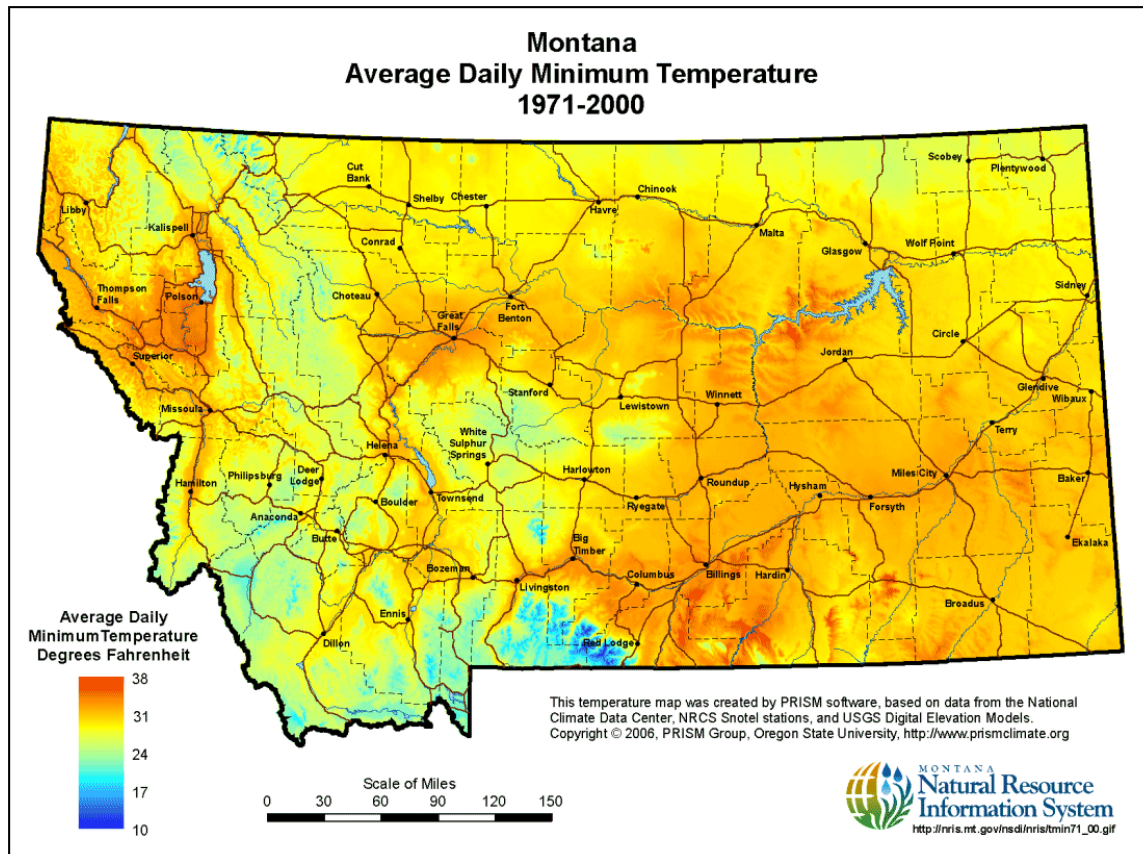 Montana
Average Daily Minimum Temperature
1971-2000
Scobey
Plentywood
Cut
Bank
Shelby
Chester
Chinook
Havre
Libby
Kalispell
Malta
Conrad
Glasgow
Wolf Point
Thompson
Falls
Polson
Choteau
Fort
Benton
Sidney
Great
Falls
Circle
Superior
Jordan
Stanford
Lewistown
Winnett
Glendive
Wibaux
Missoula
White
Sulphur
Springs
Terry
Helena
Philipsburg
Deer
Lodge
Harlowton
Roundup
Hysham
Miles City
Baker
Hamilton
Boulder
Townsend
Ryegate
Forsyth
Anaconda
Butte
Big
Timber
Ekalaka
Bozeman
Livingston
Columbus
Billings
Hardin
Ennis
Broadus
Dillon
Red Lodge
Average Daily
Minimum Temperature
Degrees Fahrenheit
38
31
24
17
10
This temperature map was created by PRISM software, based on data from the National
Climate Data Center, NRCS Snotel stations, and USGS Digital Elevation Models.
Copyright © 2006, PRISM Group, Oregon State University, http://www.prismclimate.org
Scale of Miles
0 30 60 90 120 150
MONTANA
Natural Resource
Information System
http://nris.mt.gov/nsdi/nris/tmin71_00.gif